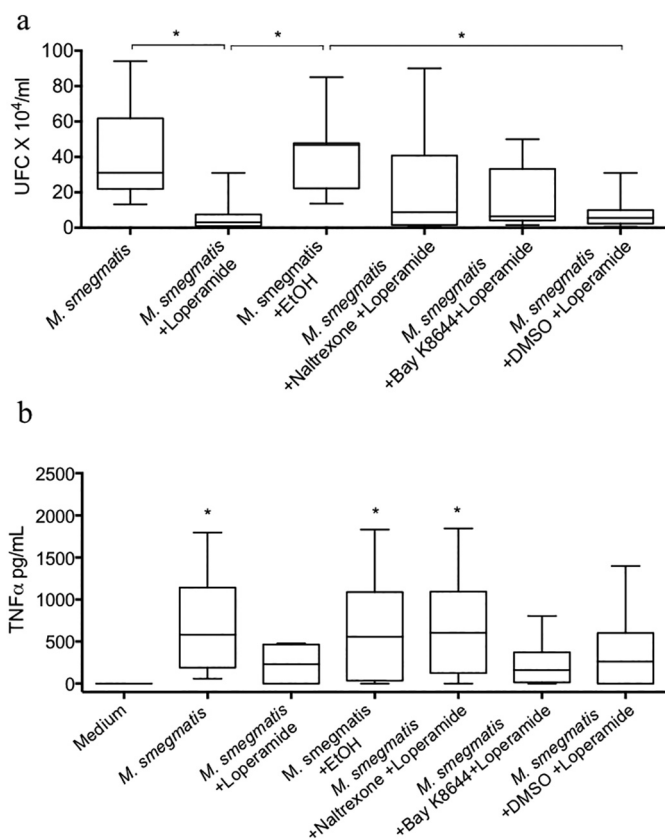 a
* * *
100
80
60
40
20
0
UFC X 10⁴/ml
M. smegmatis
M. smegmatis
+Loperamide
M. smegmatis
+EtOH
M. smegmatis
+Naltrexone +Loperamide
M. smegmatis
+Bay K8644+Loperamide
M. smegmatis
+DMSO +Loperamide
b
2500
2000
1500
1000
500
0
TNFα pg/mL
* * *
Medium
M. smegmatis
M. smegmatis
+Loperamide
M. smegmatis
+EtOH
M. smegmatis
+Naltrexone +Loperamide
M. smegmatis
+Bay K8644+Loperamide
M. smegmatis
+DMSO +Loperamide